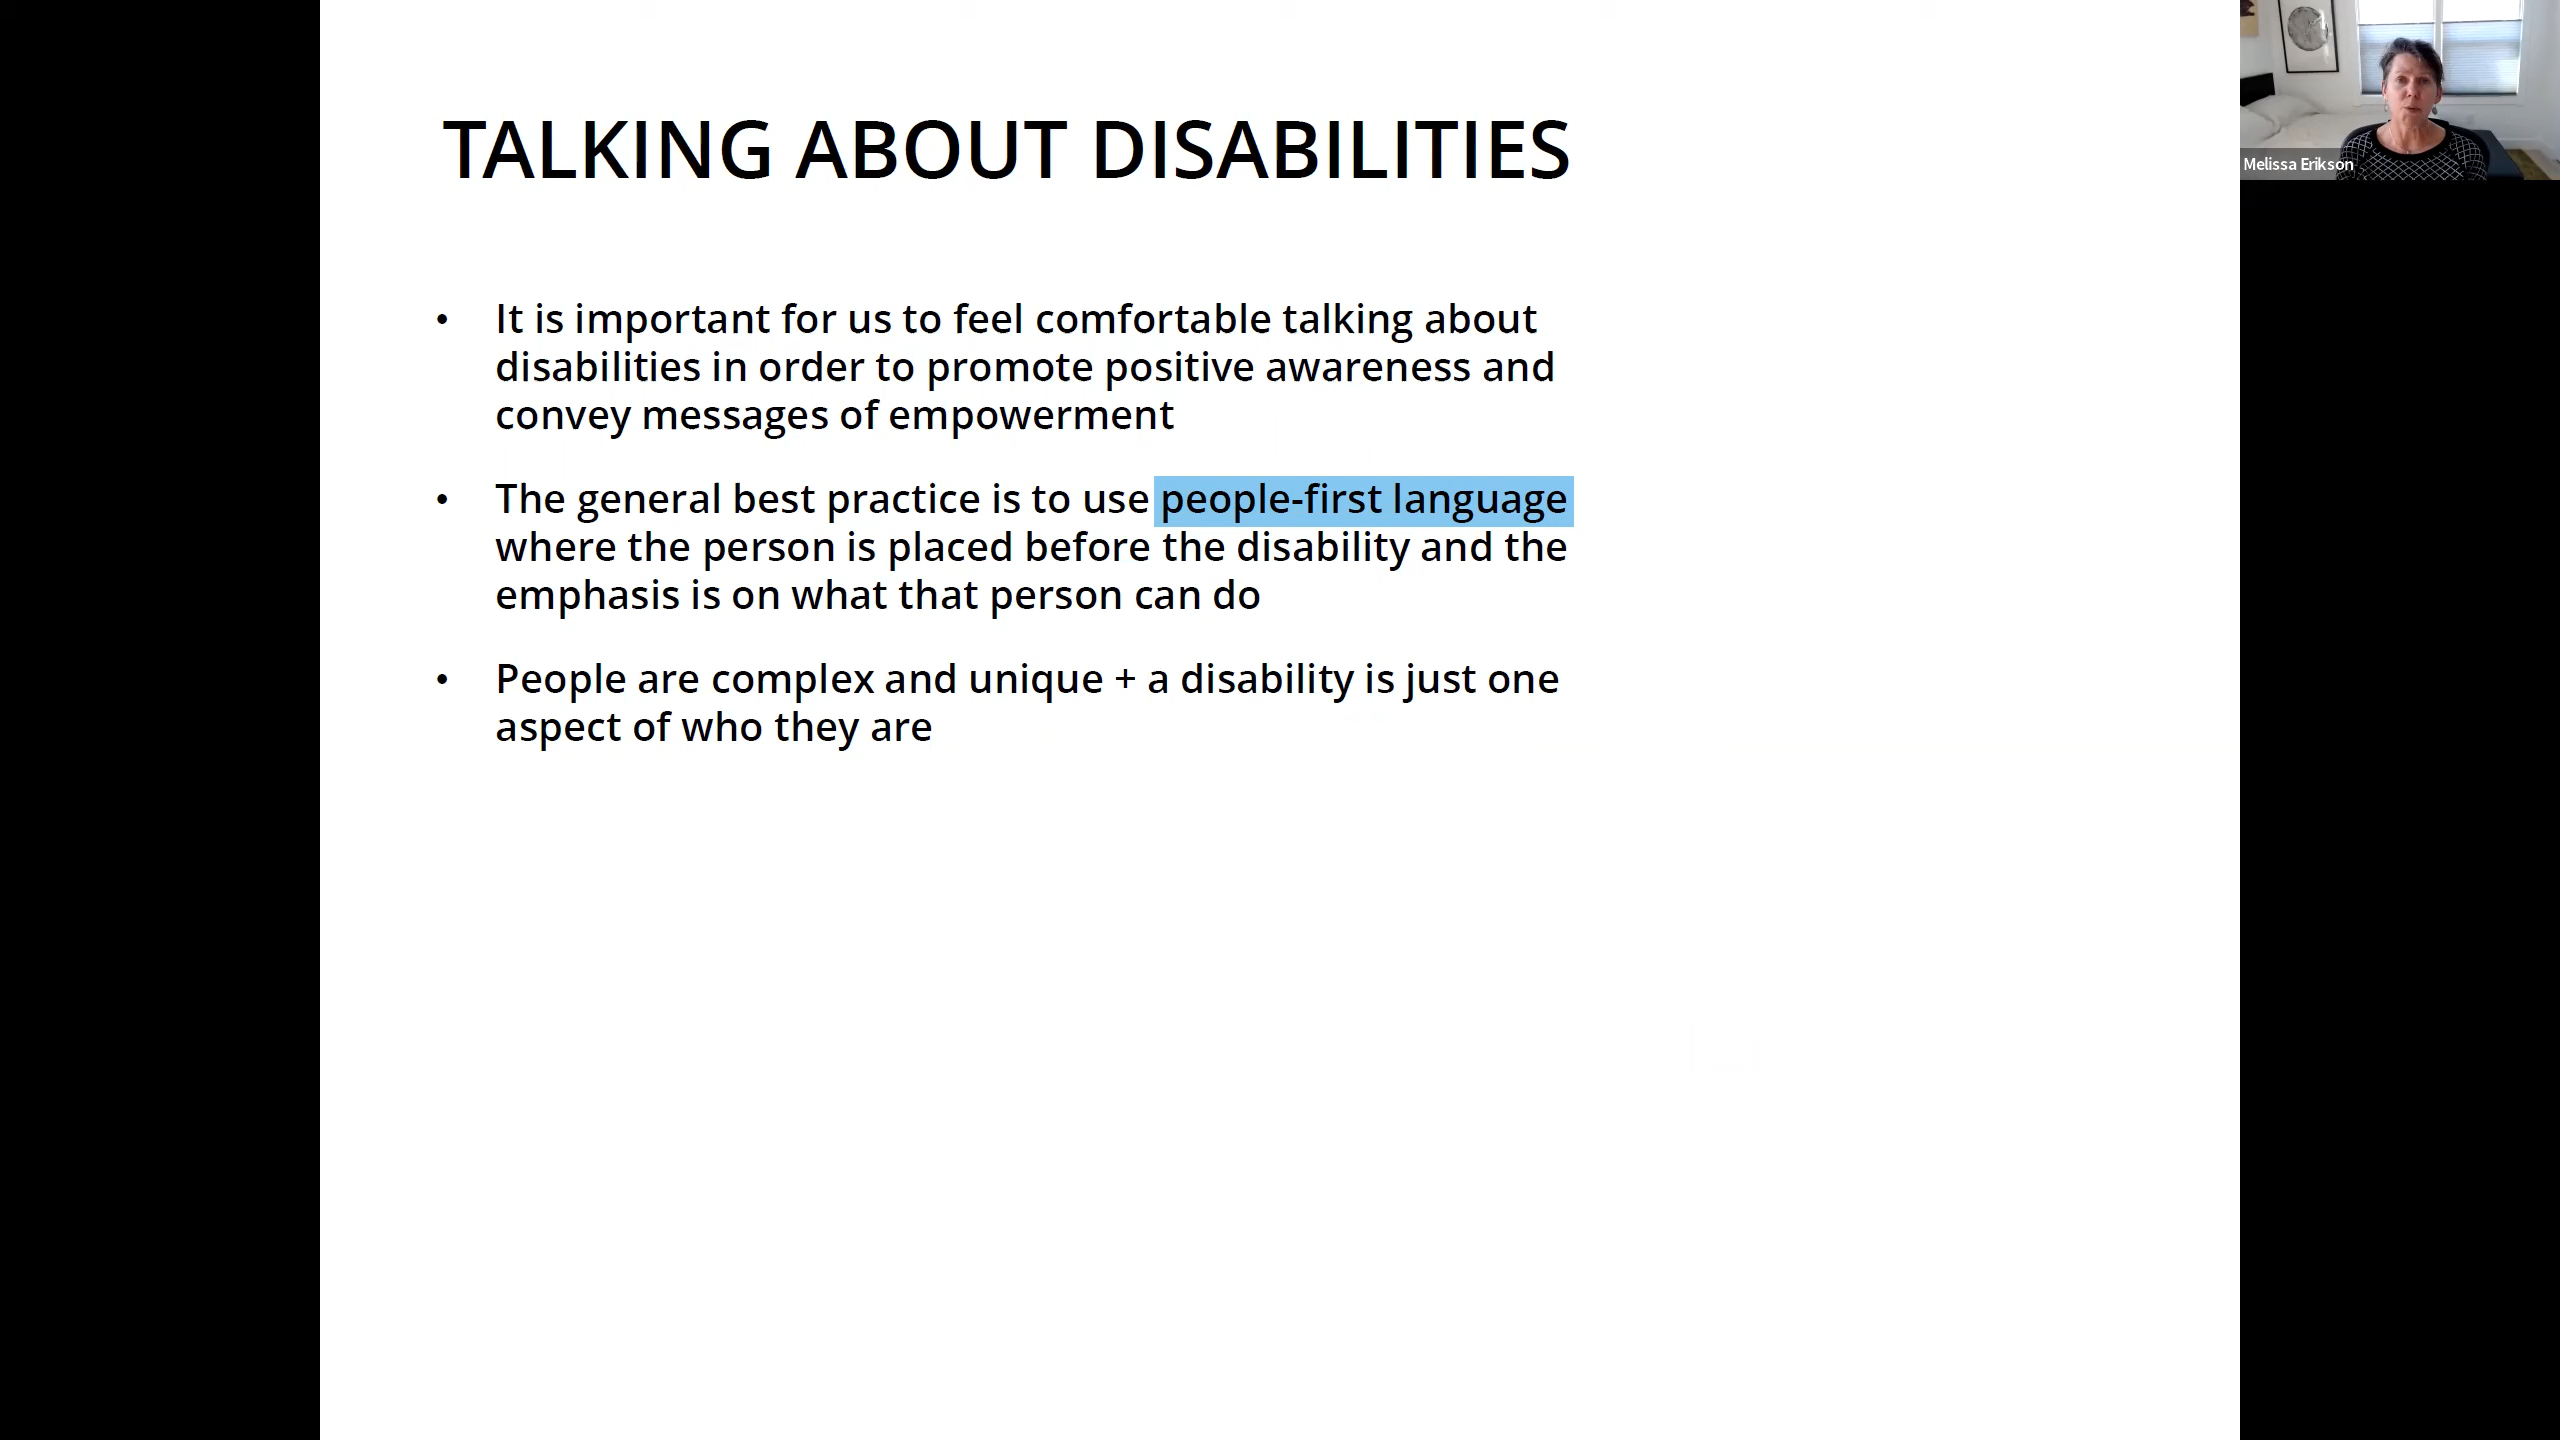 TALKING ABOUT DISABILITIES
• It is important for us to feel comfortable talking about
disabilities in order to promote positive awareness and
convey messages of empowerment
• The general best practice is to use people-first language
where the person is placed before the disability and the
emphasis is on what that person can do
• People are complex and unique + a disability is just one
aspect of who they are
Melissa Erikson